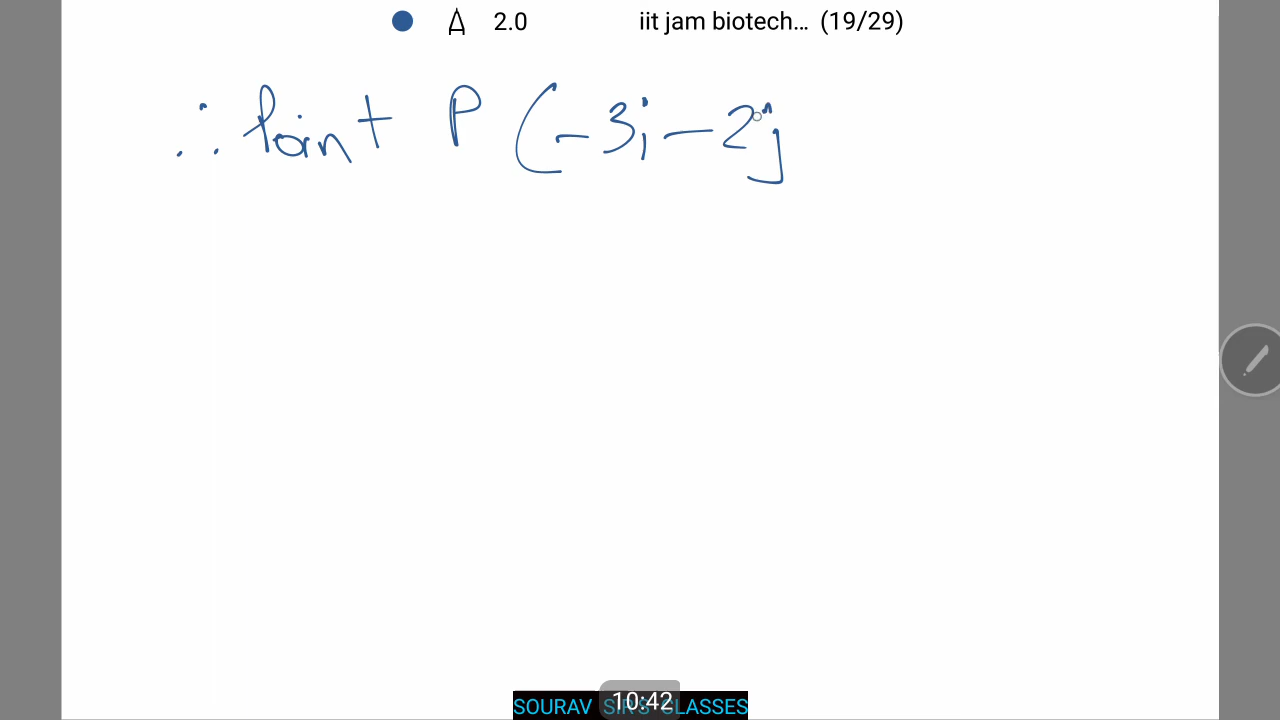 2.0 iit jam biotech... (19/29)
∴ Point P (-3i - 2j
10:42
SOURAV SIR'S CLASSES